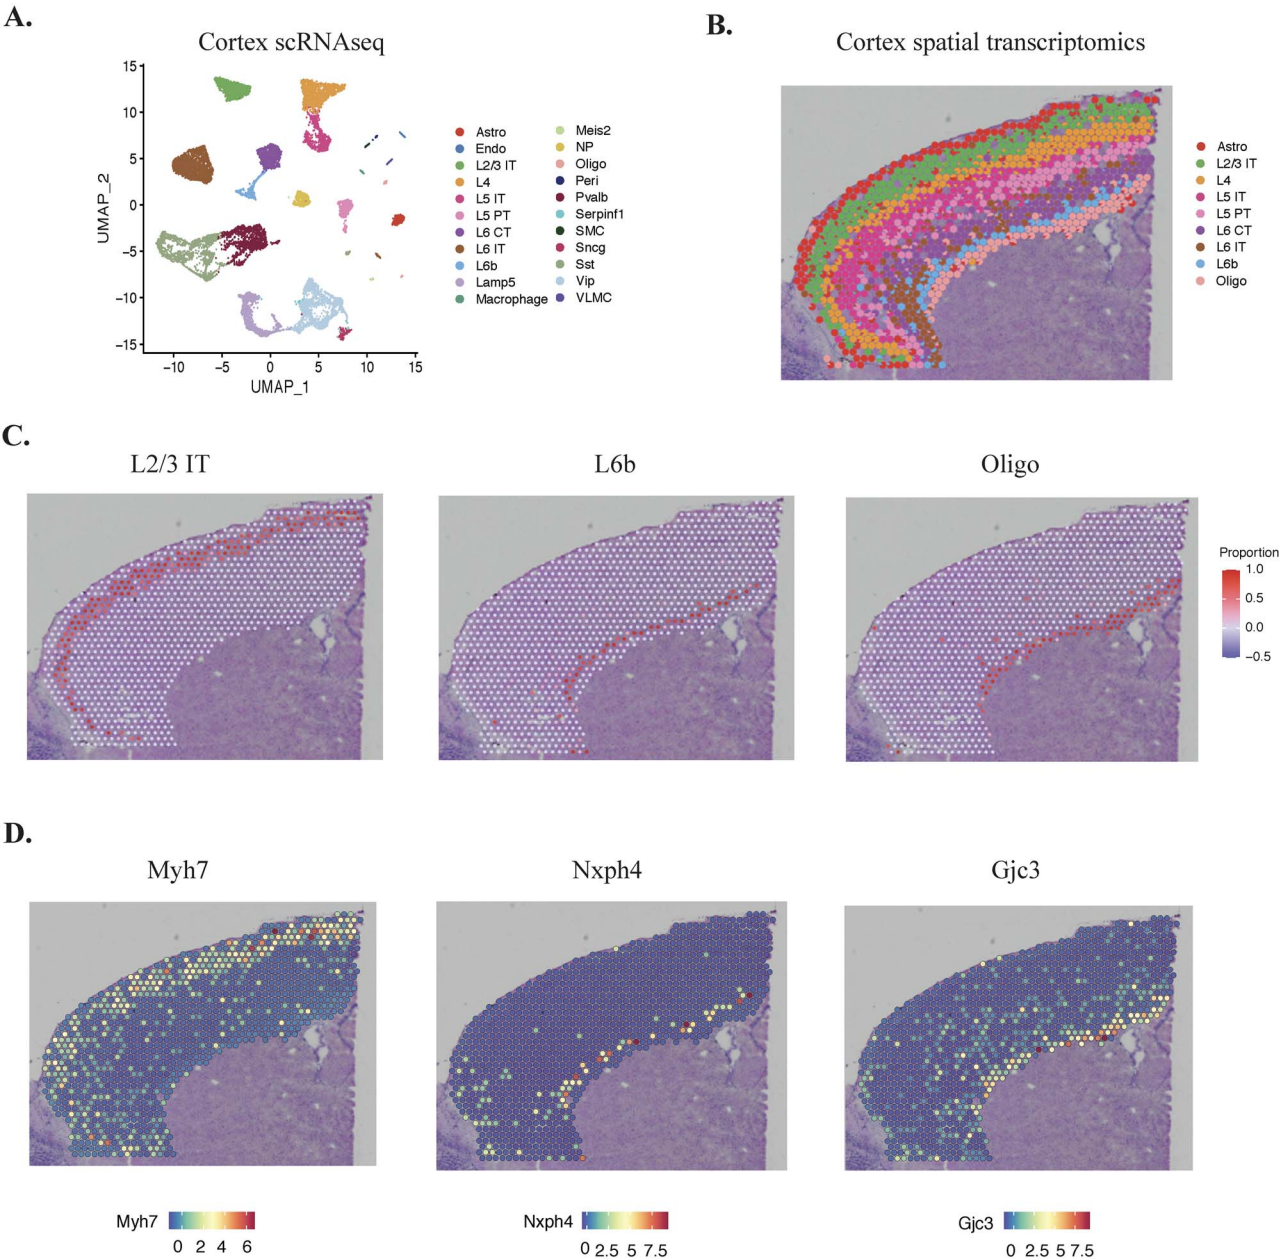 A.
Cortex scRNAseq
15
10
5
0
−5
−10
−15
UMAP_2
−10 −5 0 5 10 15
UMAP_1
Astro
Endo
L2/3 IT
L4
L5 IT
L5 PT
L6 CT
L6 IT
L6b
Lamp5
Macrophage
Meis2
NP
Oligo
Peri
Pvalb
Serpinf1
SMC
Sncg
Sst
Vip
VLMC
B.
Cortex spatial transcriptomics
Astro
L2/3 IT
L4
L5 IT
L5 PT
L6 CT
L6 IT
L6b
Oligo
C.
L2/3 IT
L6b
Oligo
Proportion
1.0
0.5
0.0
−0.5
D.
Myh7
Nxph4
Gjc3
Myh7
0 2 4 6
Nxph4
0 2.5 5 7.5
Gjc3
0 2.5 5 7.5